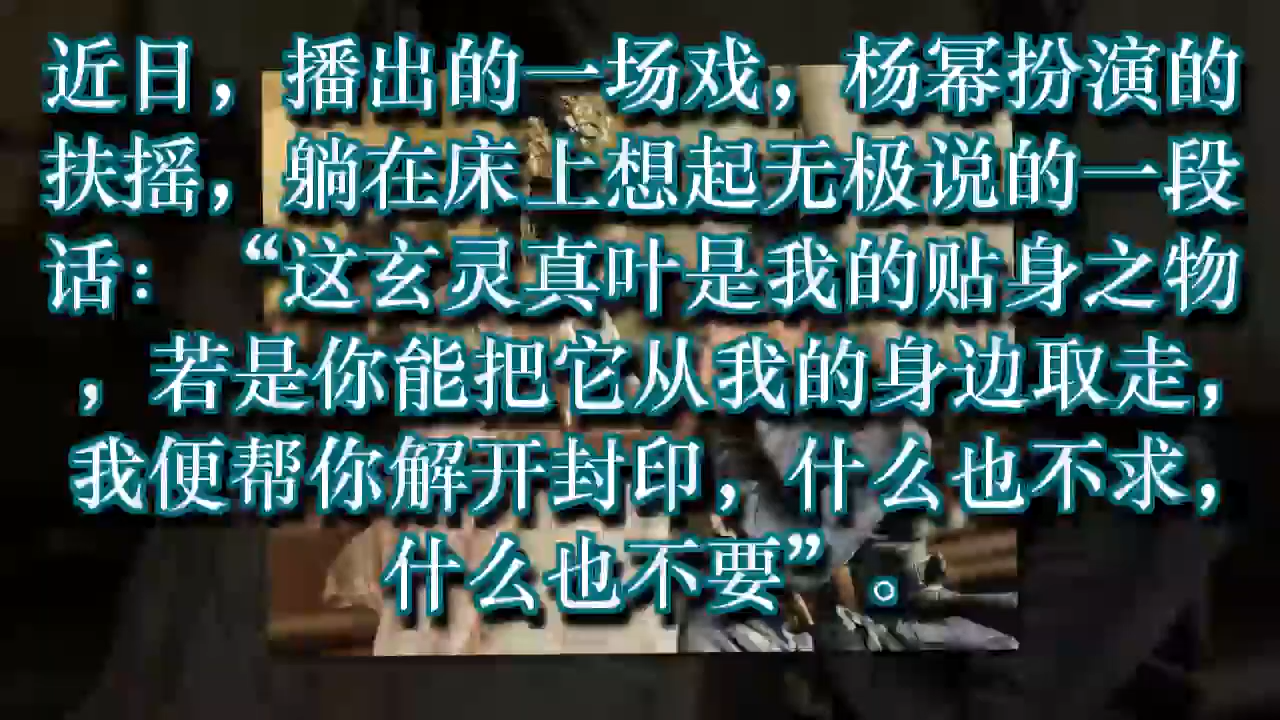 近日，播出的一场戏，杨幂扮演的
扶摇，躺在床上想起无极说的一段
话：“这玄灵真叶是我的贴身之物
，若是你能把它从我的身边取走，
我便帮你解开封印，什么也不求，
什么也不要”。